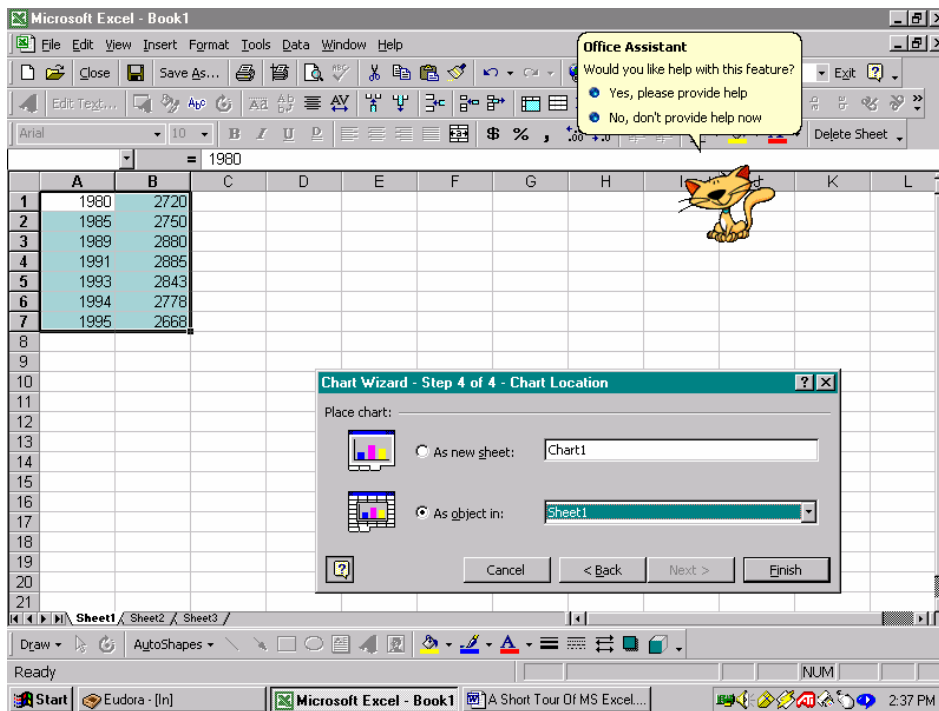 Microsoft Excel - Book1
File Edit View Insert Format Tools Data Window Help
Office Assistant
Would you like help with this feature?
Yes, please provide help
No, don't provide help now
Close Save As... ABC Exit
Edit Text... Abc Aa
Arial 10 B I U D $ % , .00 Delete Sheet
= 1980
A B C D E F G H K L
1 1980 2720
2 1985 2750
3 1989 2880
4 1991 2885
5 1993 2843
6 1994 2778
7 1995 2668
8
9
10
11
12
13
14
15
16
17
18
19
20
21
Chart Wizard - Step 4 of 4 - Chart Location
Place chart:
As new sheet: Chart1
As object in: Sheet1
Cancel < Back Next > Finish
Sheet1 Sheet2 Sheet3
Draw AutoShapes A
Ready NUM
Start Eudora - [In] Microsoft Excel - Book1 A Short Tour Of MS Excel.... 2:37 PM